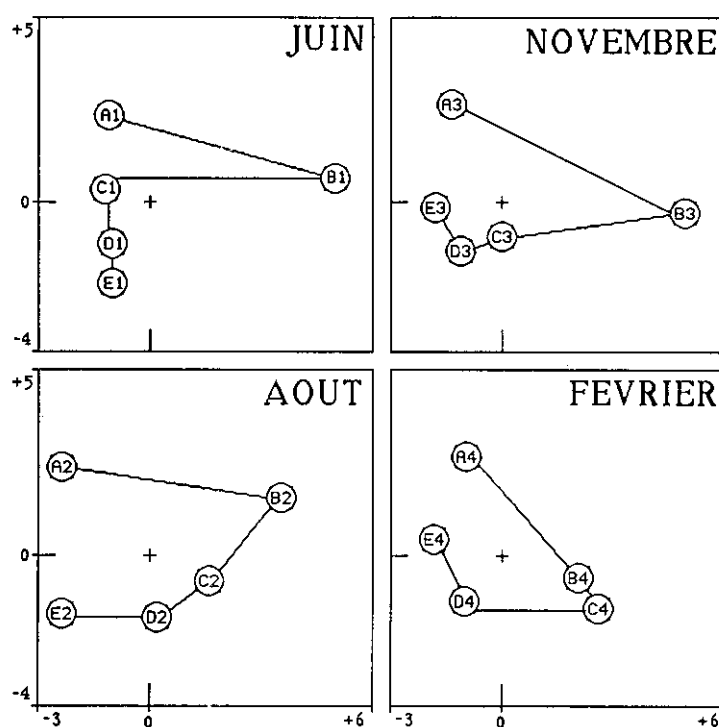 +5
JUIN
NOVEMBRE
A1
A3
B1
C1
0
E3
B3
C3
D1
D3
E1
-4
+5
AOUT
FEVRIER
A2
A4
B2
E4
0
C2
B4
E2
D2
D4
C4
-4
-3
0
+6
0
+6